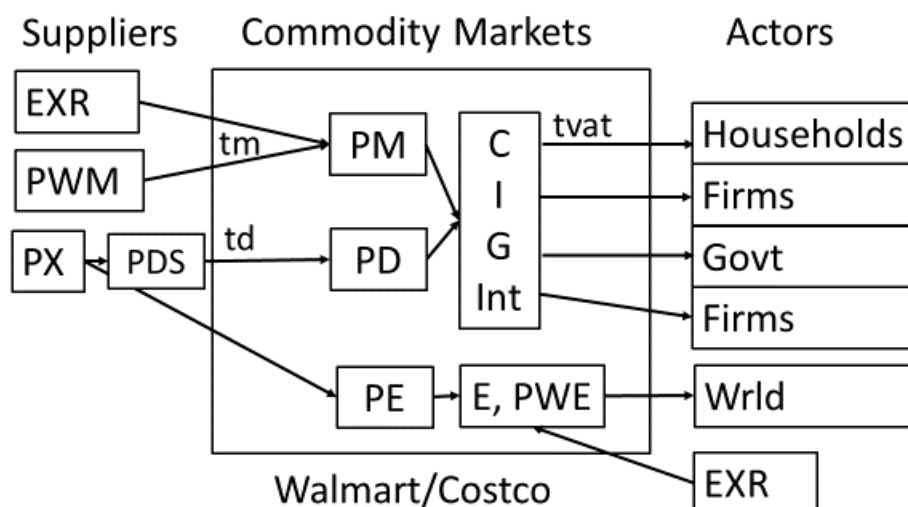 Suppliers
Commodity Markets
Actors
EXR
PWM
PX
PDS
tm
td
PM
PD
PE
C
I
G
Int
E, PWE
tvat
Households
Firms
Govt
Firms
Wrld
EXR
Walmart/Costco